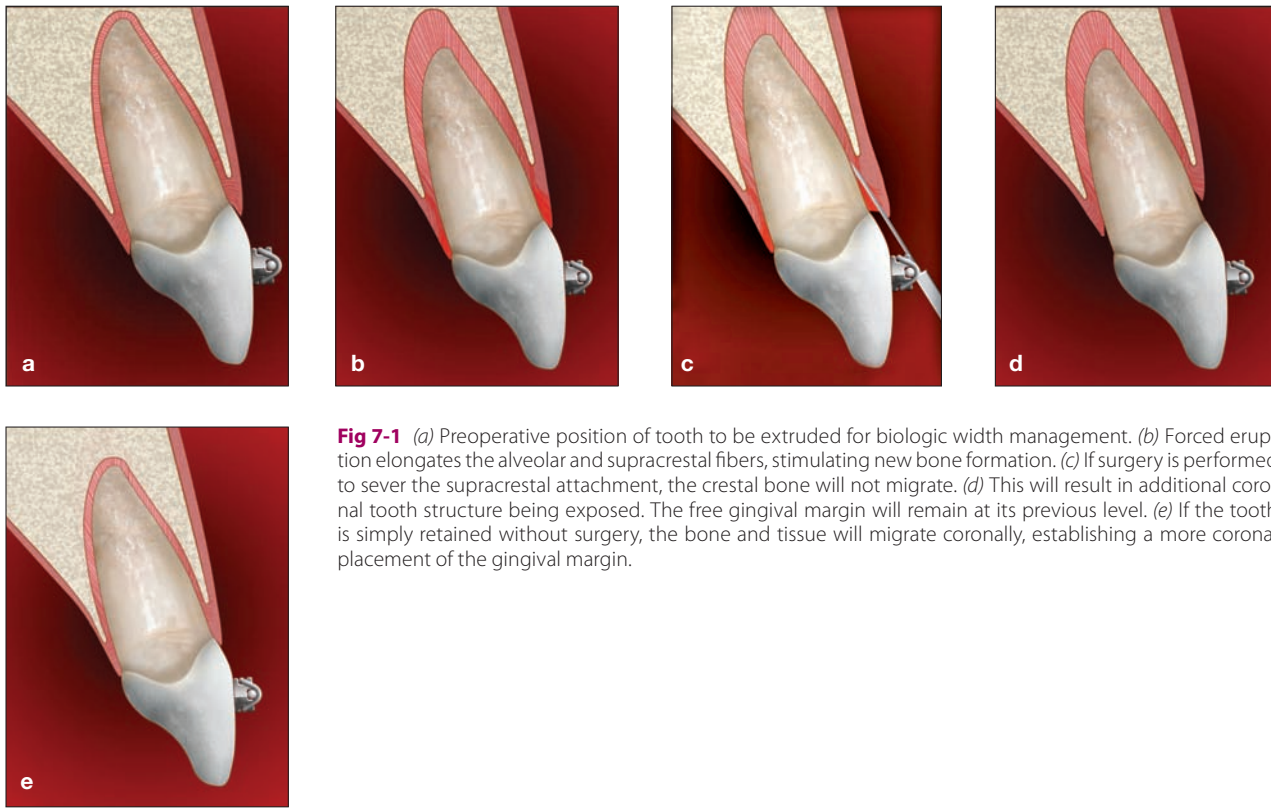 a
b
c
d
e
Fig 7-1 (a) Preoperative position of tooth to be extruded for biologic width management. (b) Forced erup-
tion elongates the alveolar and supracrestal fibers, stimulating new bone formation. (c) If surgery is performed
to sever the supracrestal attachment, the crestal bone will not migrate. (d) This will result in additional coro-
nal tooth structure being exposed. The free gingival margin will remain at its previous level. (e) If the tooth
is simply retained without surgery, the bone and tissue will migrate coronally, establishing a more corona
placement of the gingival margin.